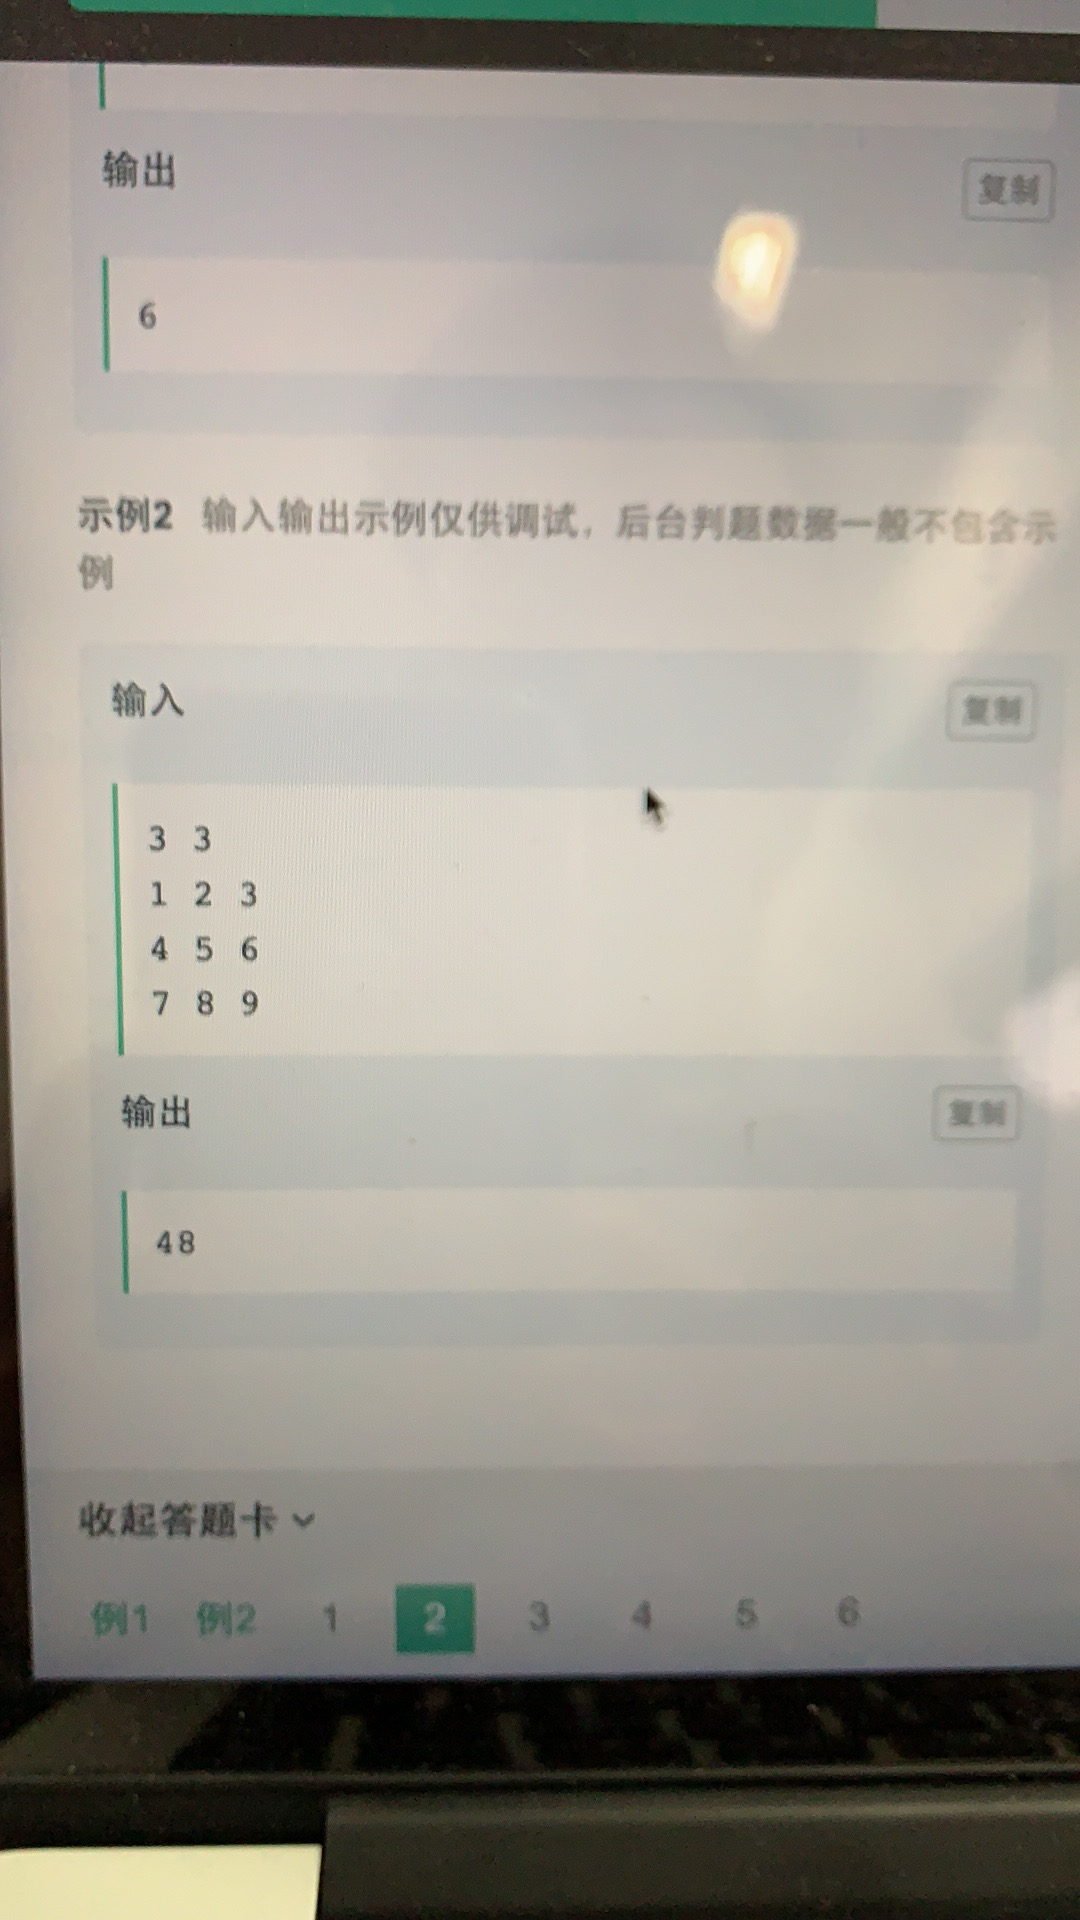 输出
复制
6
示例2 输入输出示例仅供调试，后台判题数据一般不包含示
例
输入
复制
3 3
1 2 3
4 5 6
7 8 9
输出
复制
48
收起答题卡
例1 例2 1 2 3 4 5 6